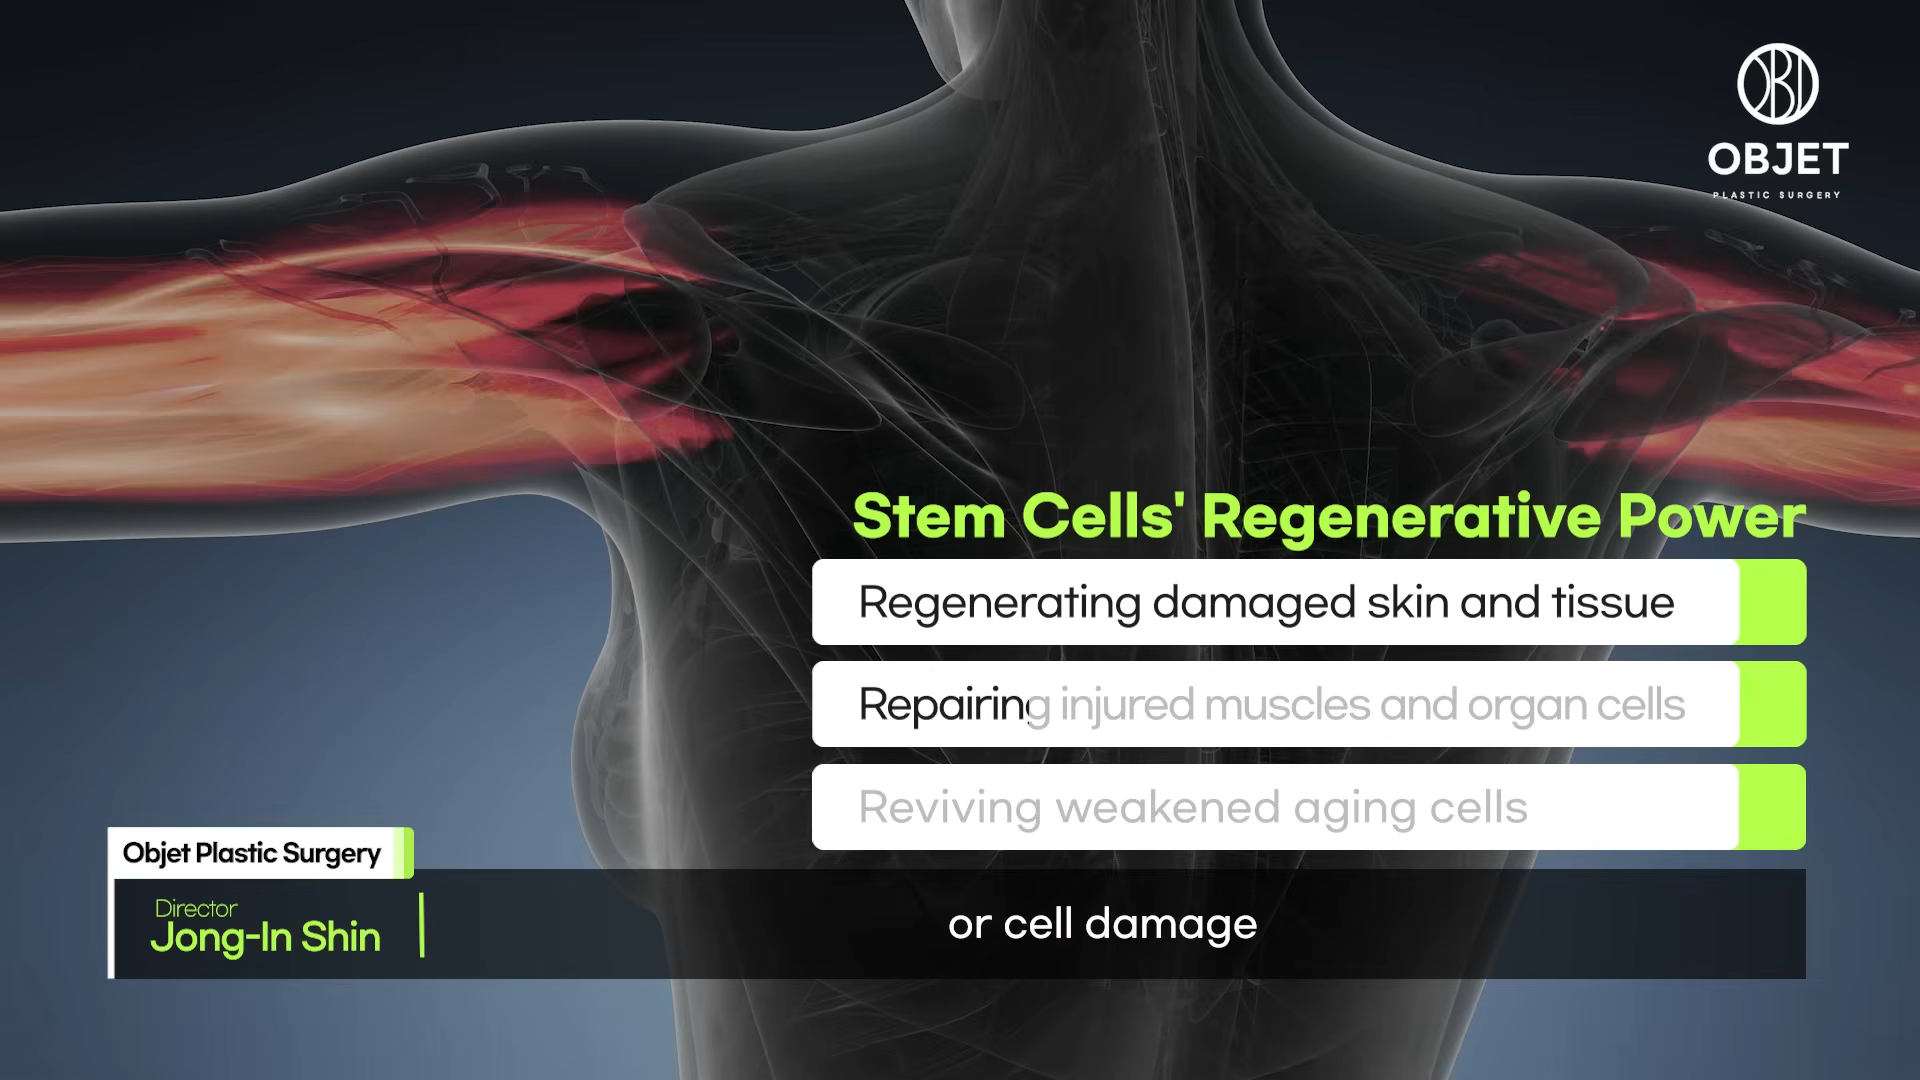 OBJET
PLASTIC SURGERY
Stem Cells' Regenerative Power
Regenerating damaged skin and tissue
Repairing injured muscles and organ cells
Reviving weakened aging cells
Objet Plastic Surgery
Director
Jong-In Shin
or cell damage